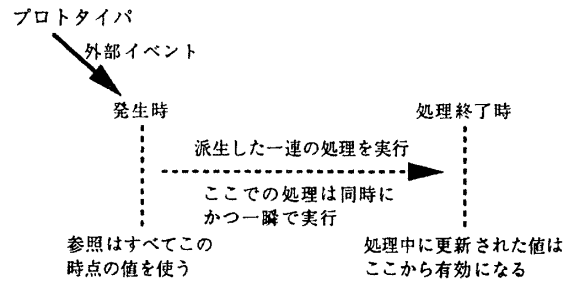 プロトタイパ
外部イベント
発生時
処理終了時
派生した一連の処理を実行
ここでの処理は同時に
かつ一瞬で実行
参照はすべてこの
時点の値を使う
処理中に更新された値は
ここから有効になる